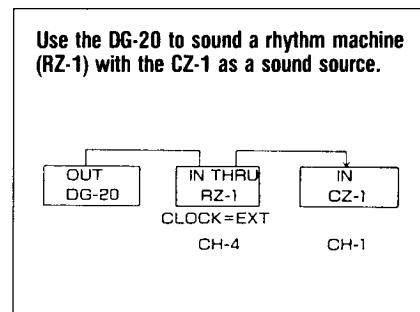 Use the DG-20 to sound a rhythm machine
(RZ-1) with the CZ-1 as a sound source.
OUT
DG-20
IN THRU
RZ-1
IN
CZ-1
CLOCK=EXT
CH-4
CH-1